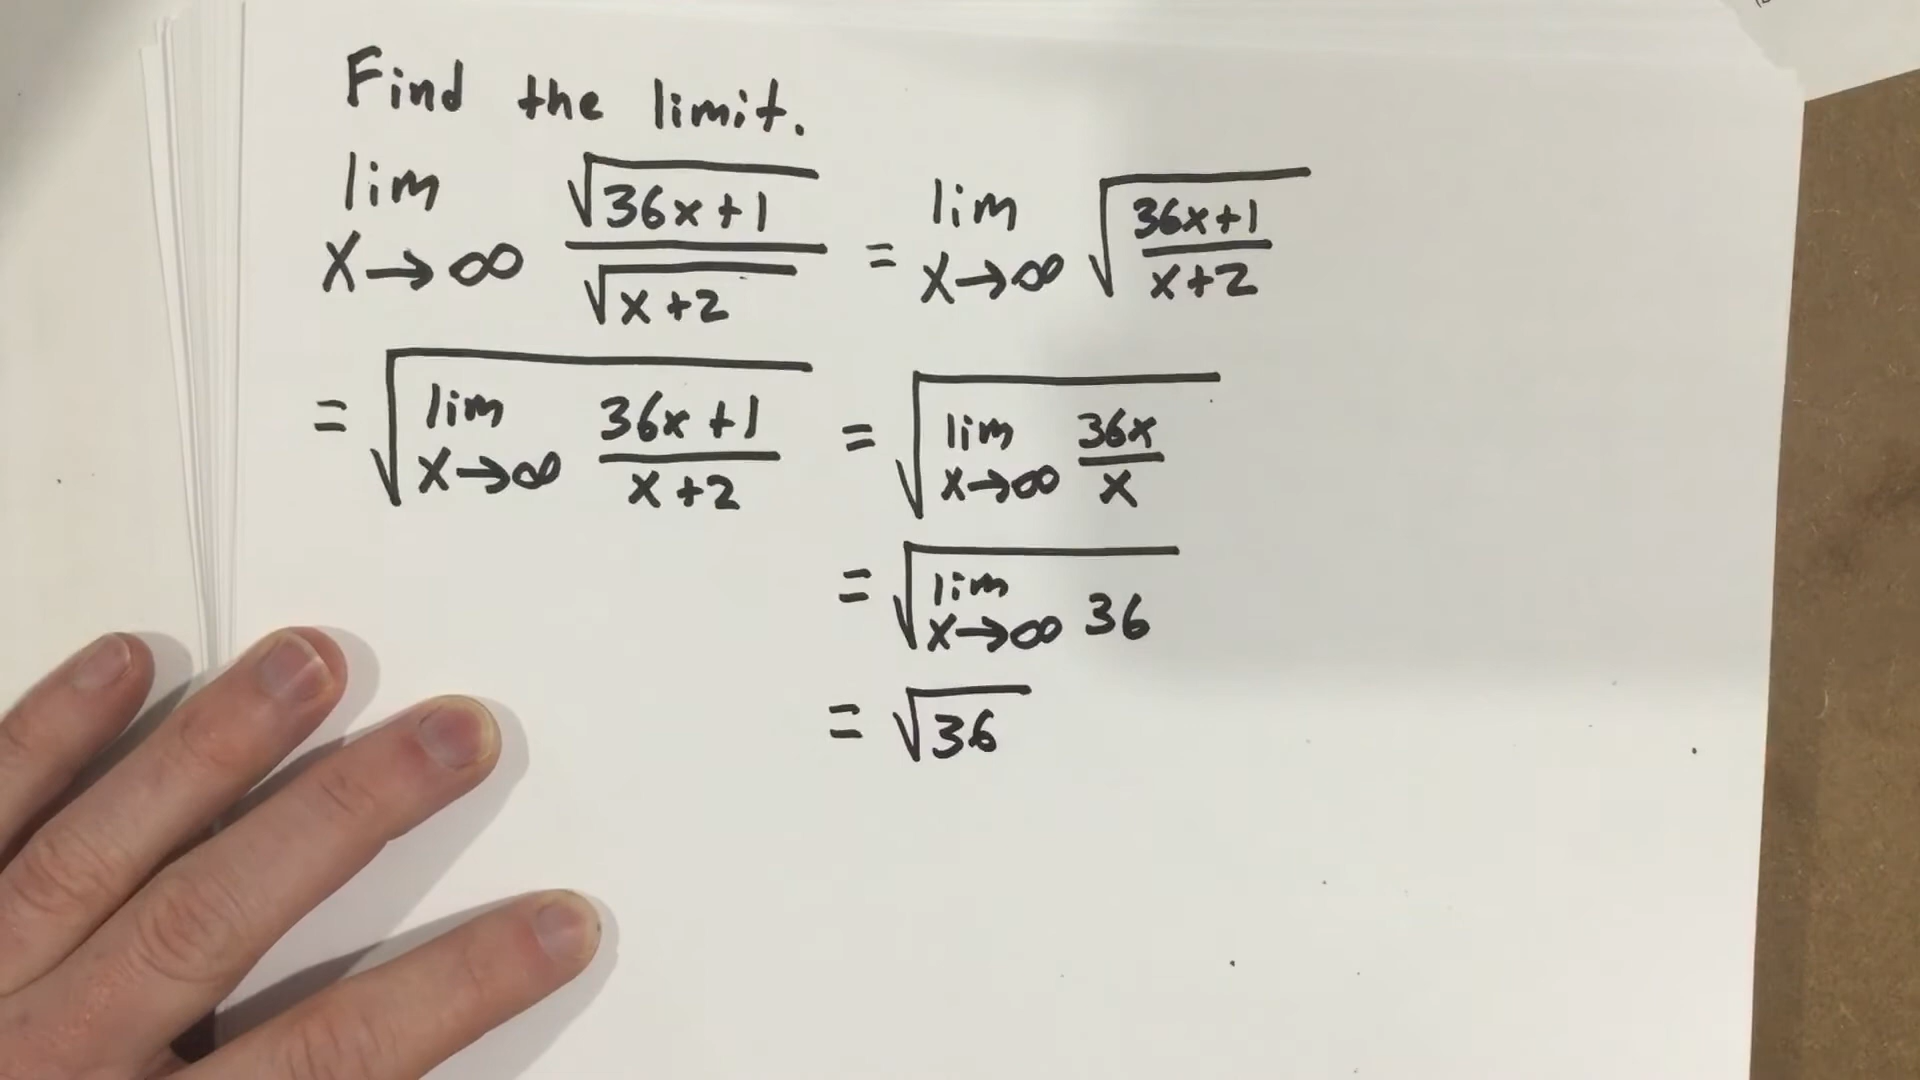 Find the limit.
lim x→∞ √(36x+1) / √(x+2) = lim x→∞ √((36x+1)/(x+2))
= √(lim x→∞ (36x+1)/(x+2)) = √(lim x→∞ 36x/x)
= √(lim x→∞ 36)
= √36